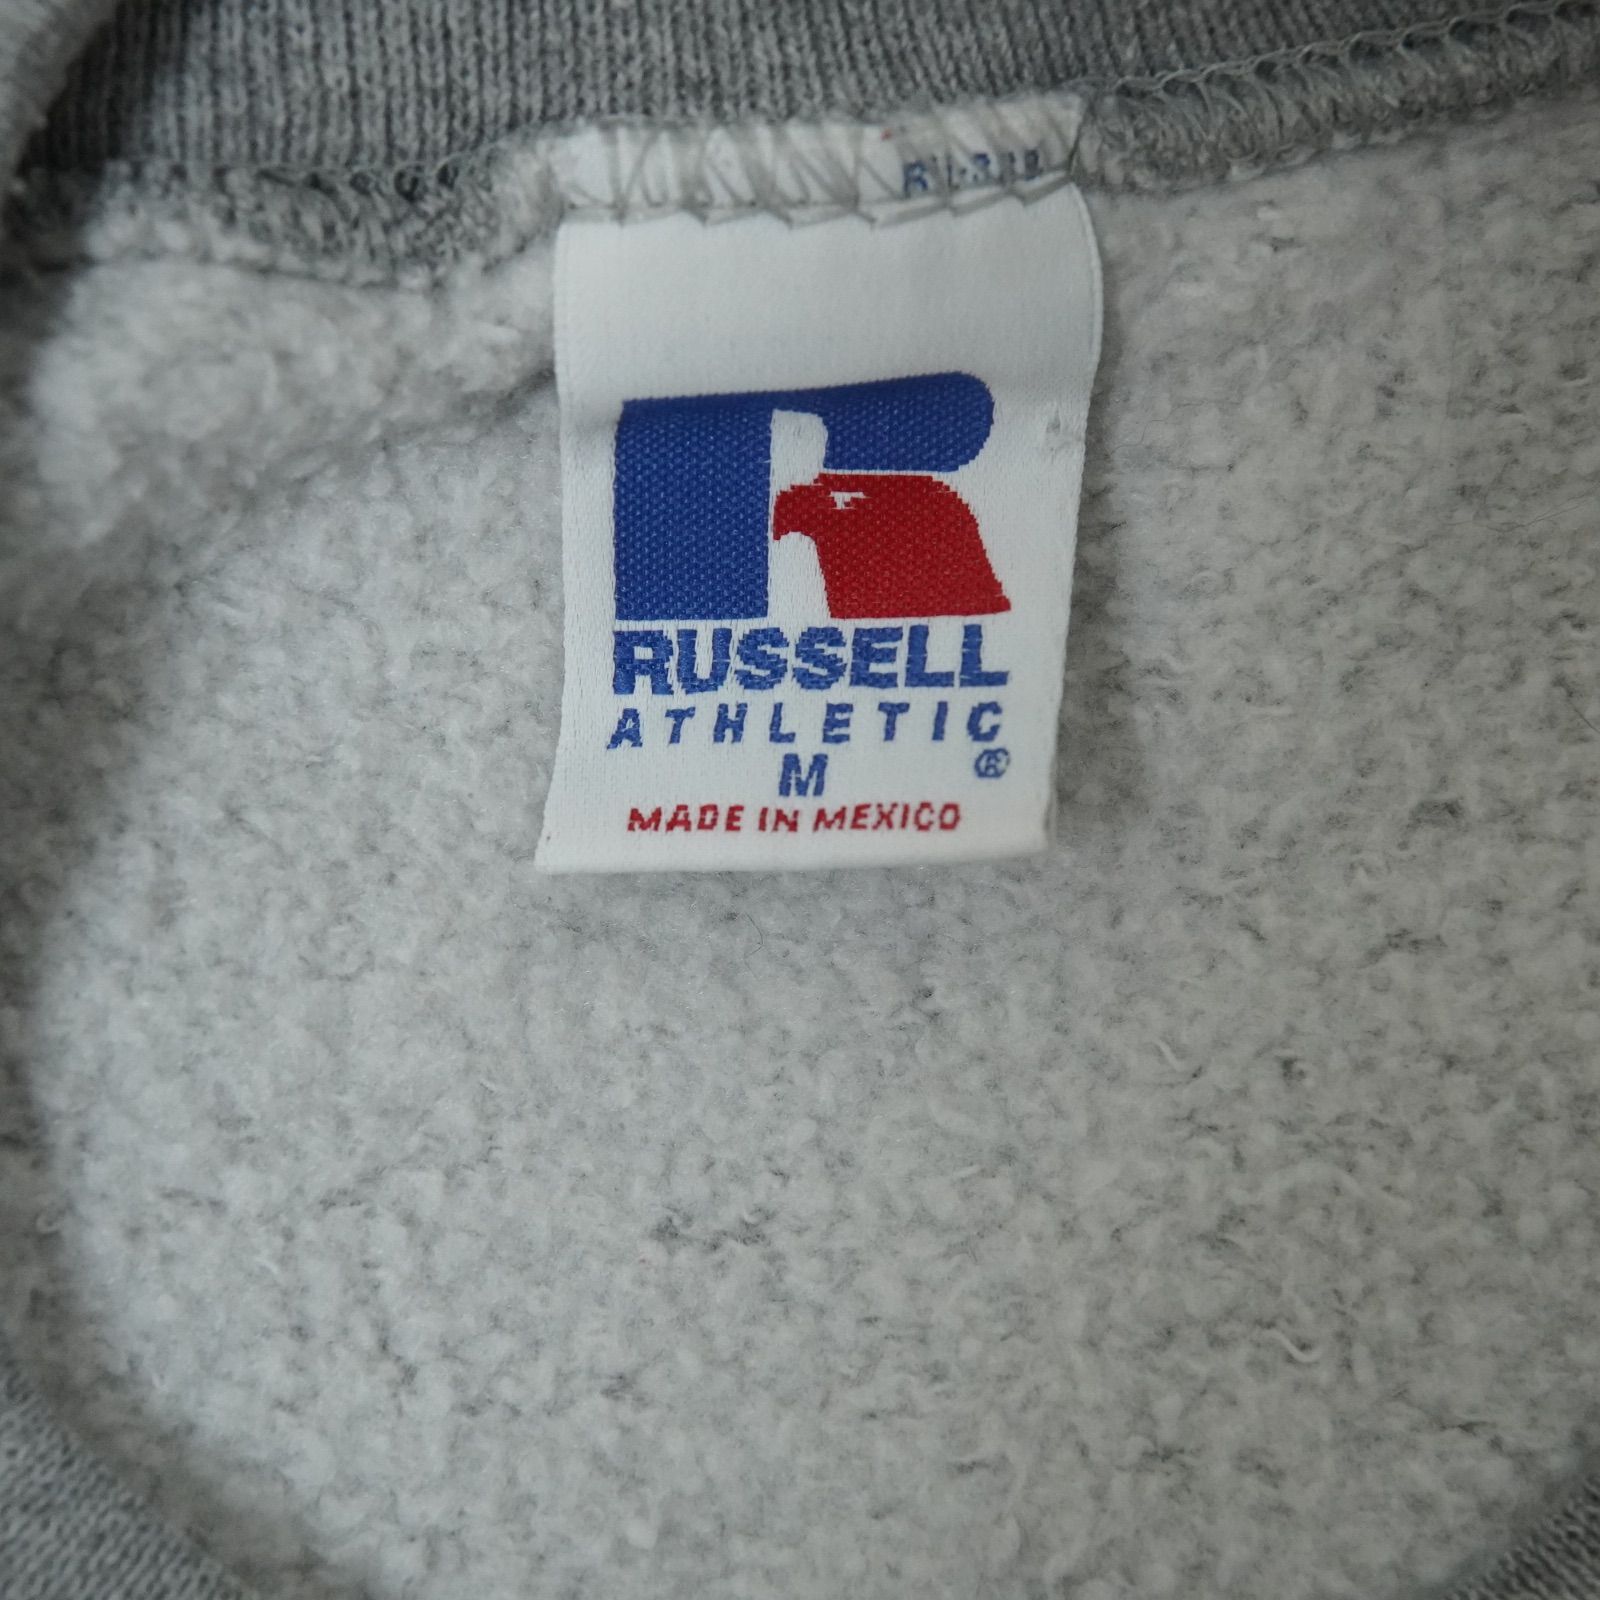 RUSSELL
ATHLETIC
®
M
MADE IN MEXICO